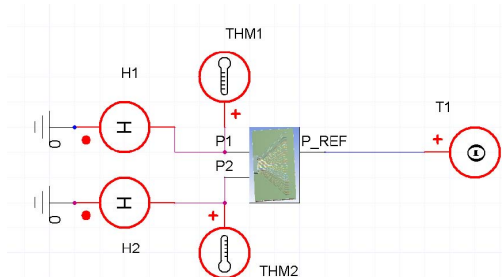 THM1
H1
T1
+
P1
P_REF
+
H
Θ
0
P2
+
H
0
H2
THM2